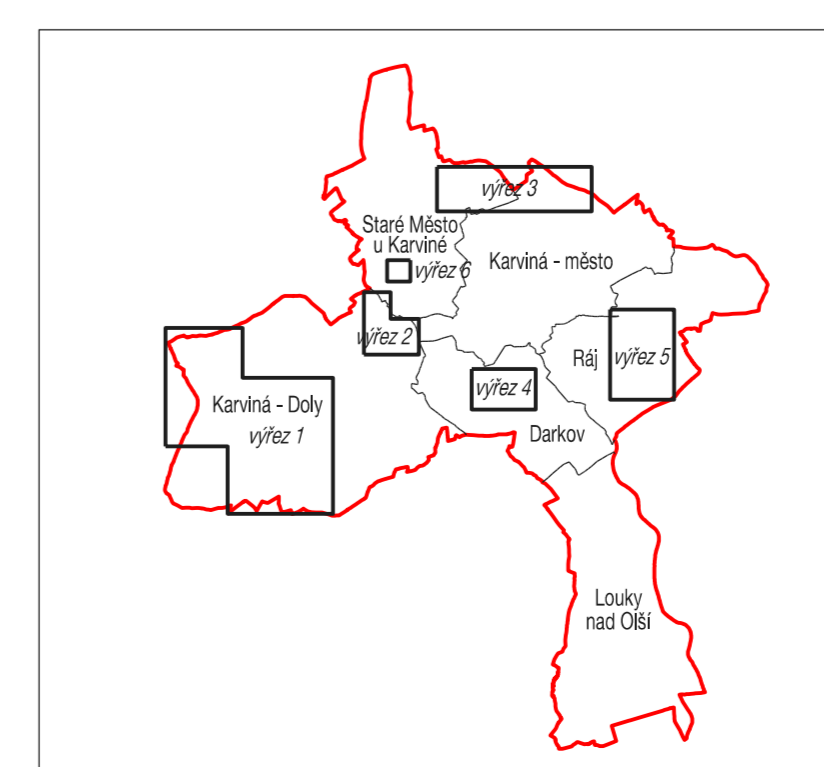 výřez 3
Staré Město
u Karviné
Karviná - město
výřez 6
výřez 2
Ráj
výřez 5
výřez 4
Karviná - Doly
výřez 1
Darkov
Louky
nad Olší